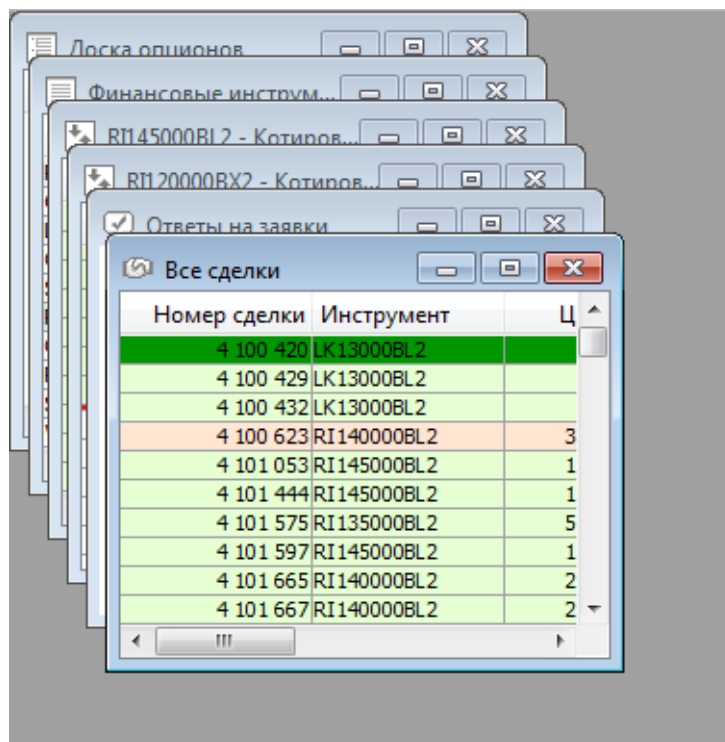 Доска опционов
Финансовые инструм...
RI145000BL2 - Котиров...
RI120000BX2 - Котиров...
Ответы на заявки
Все сделки
Номер сделки Инструмент Ц
4 100 420 LK13000BL2
4 100 429 LK13000BL2
4 100 432 LK13000BL2
4 100 623 RI140000BL2 3
4 101 053 RI145000BL2 1
4 101 444 RI145000BL2 1
4 101 575 RI135000BL2 5
4 101 597 RI145000BL2 1
4 101 665 RI140000BL2 2
4 101 667 RI140000BL2 2